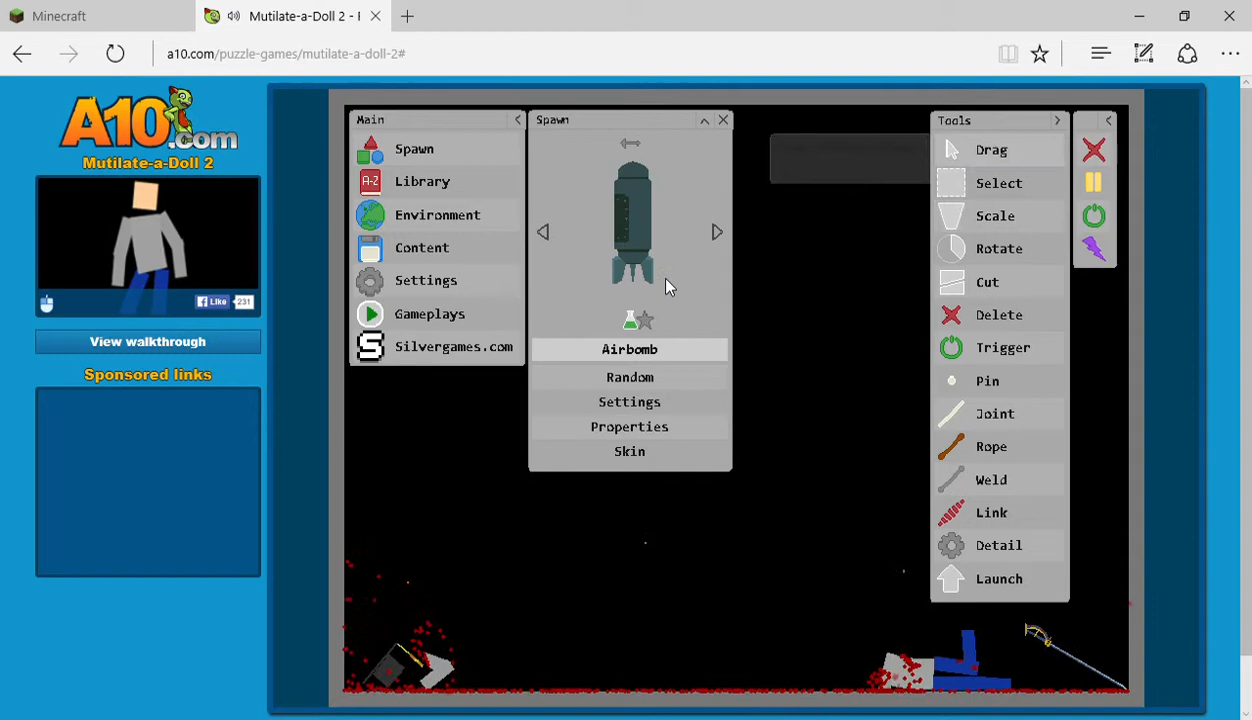 Minecraft
Mutilate-a-Doll 2 - F
a10.com/puzzle-games/mutilate-a-doll-2#
A10.com
Mutilate-a-Doll 2
Like
231
View walkthrough
Sponsored links
Main
Spawn
A-Z
Library
Environment
Content
Settings
Gameplays
S
Silvergames.com
Spawn
Airbomb
Random
Settings
Properties
Skin
Tools
Drag
Select
Scale
Rotate
Cut
Delete
Trigger
Pin
Joint
Rope
Weld
Link
Detail
Launch